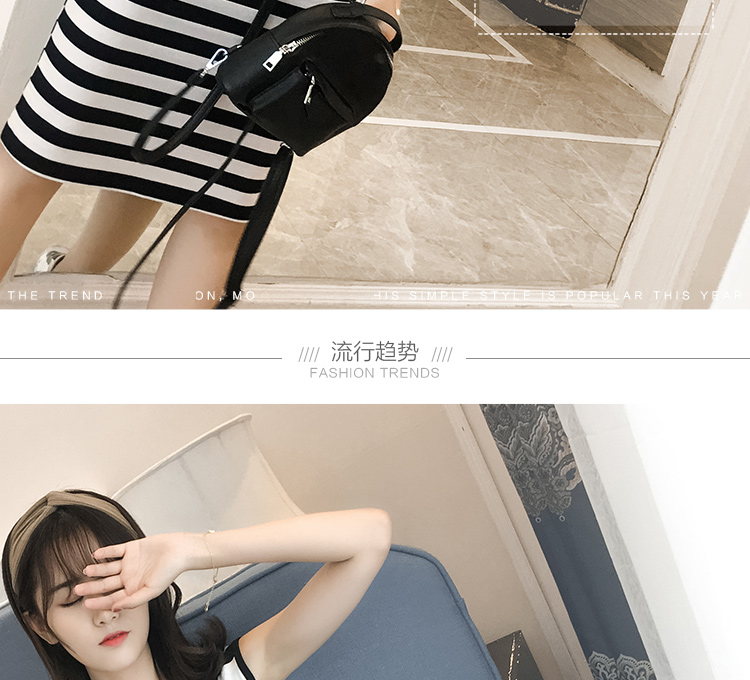 THE TREND ON, MO HIS SIMPLE STYLE IS POPULAR THIS YEAR
//// 流行趋势 ////
FASHION TRENDS